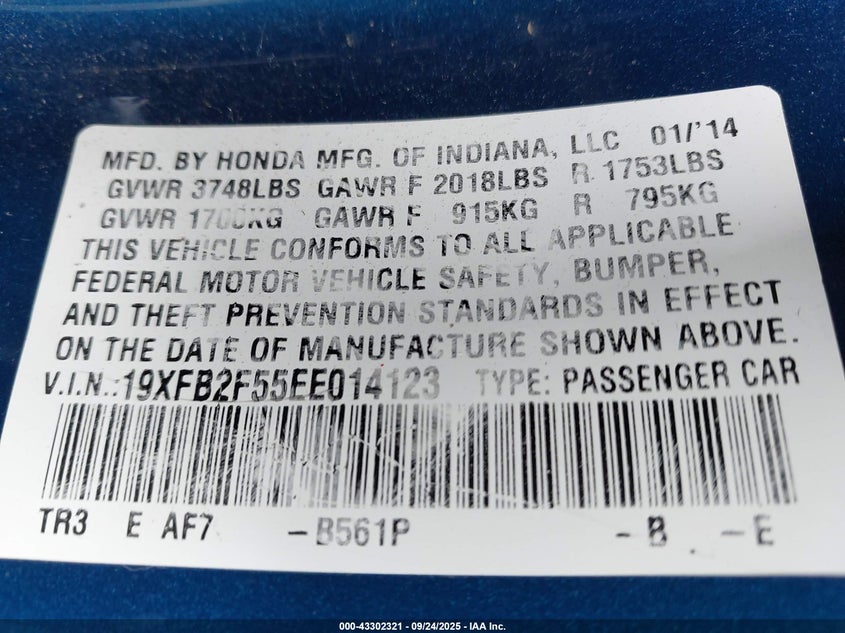 MFD. BY HONDA MFG. OF INDIANA, LLC 01/'14
GVWR 3748LBS GAWR F 2018LBS R 1753LBS
GVWR 1700KG GAWR F 915KG R 795KG
THIS VEHICLE CONFORMS TO ALL APPLICABLE
FEDERAL MOTOR VEHICLE SAFETY, BUMPER,
AND THEFT PREVENTION STANDARDS IN EFFECT
ON THE DATE OF MANUFACTURE SHOWN ABOVE.
V.I.N.:19XFB2F55EE014123 TYPE: PASSENGER CAR
TR3 E AF7 -B561P -B -E
000-43302321 - 09/24/2025 - IAA Inc.